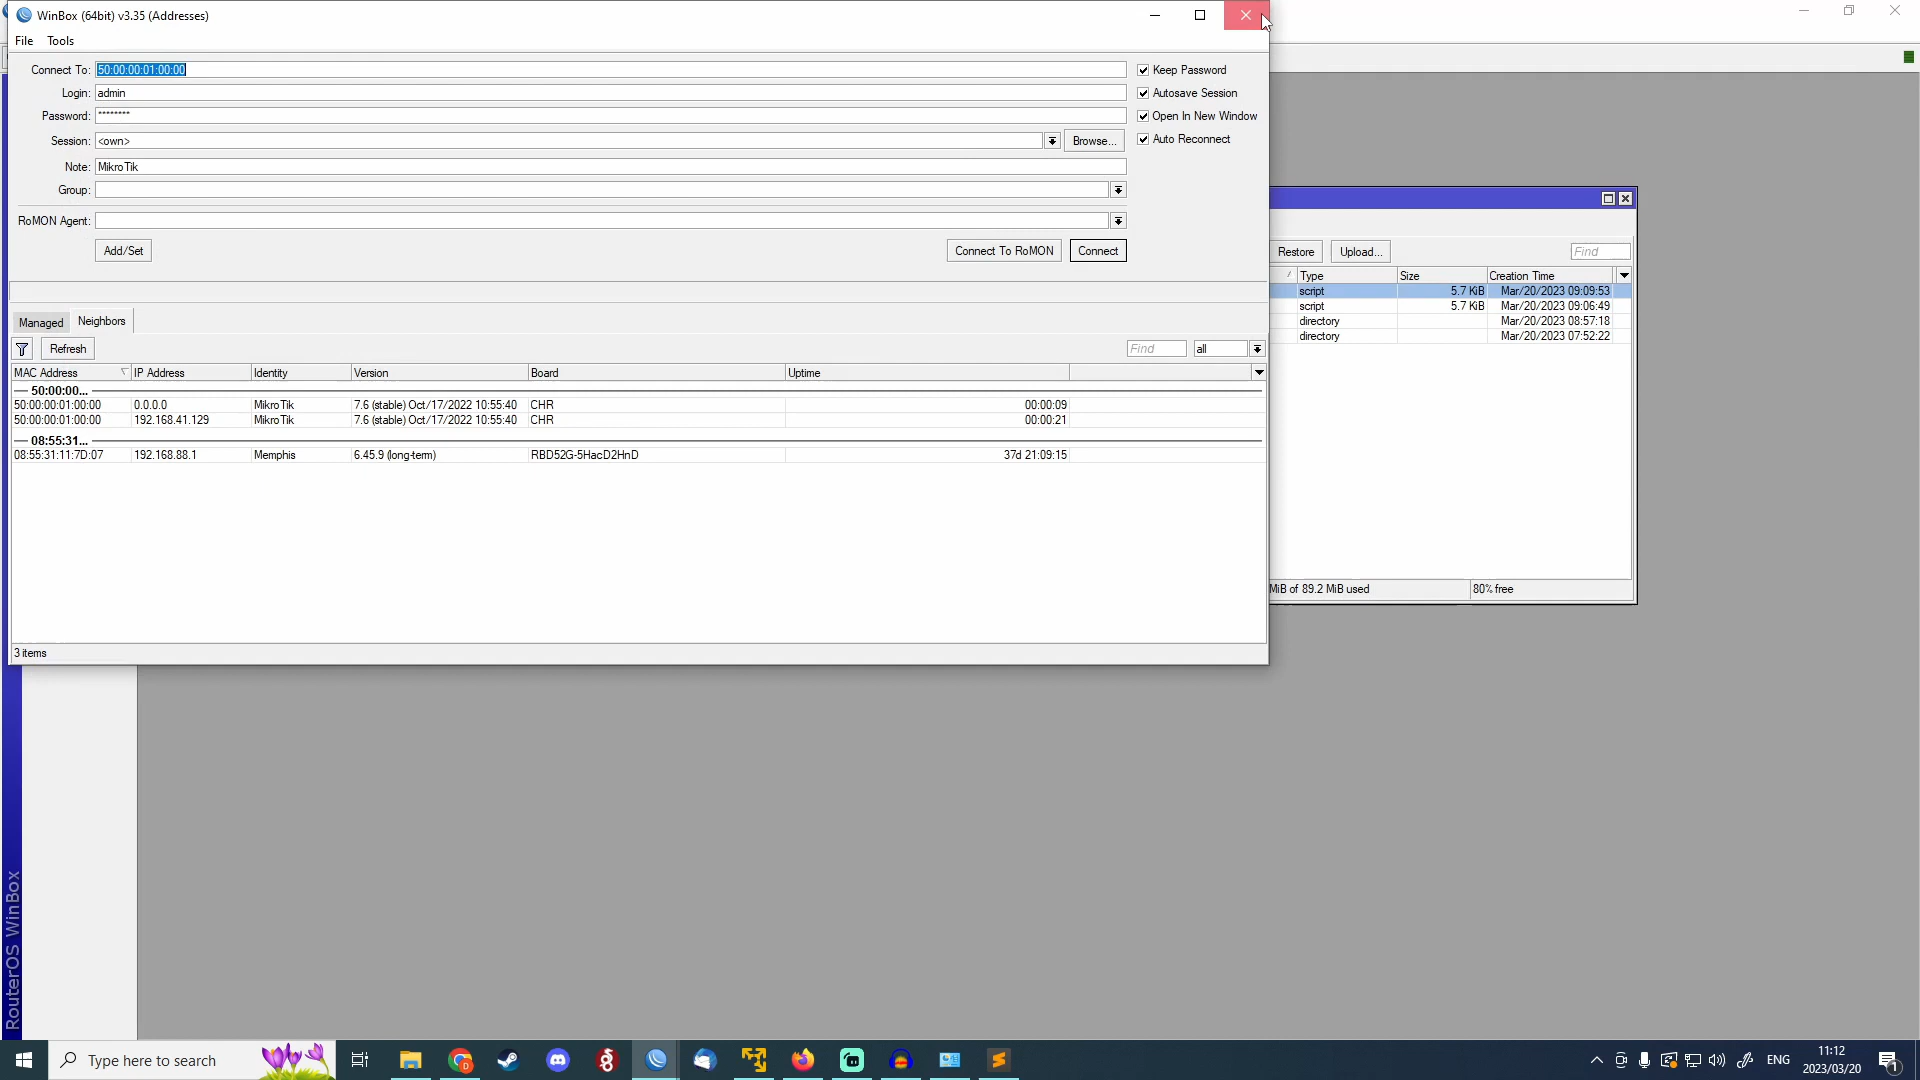 WinBox (64bit) v3.35 (Addresses)
File Tools
Connect To: 50:00:00:01:00:00
Keep Password
Login: admin
Autosave Session
Password: ********
Open In New Window
Session: <own>
Browse...
Auto Reconnect
Note: MikroTik
Group:
RoMON Agent:
Add/Set
Connect To RoMON
Connect
Managed
Neighbors
Refresh
Find
all
MAC Address IP Address Identity Version Board Uptime
50:00:00...
50:00:00:01:00:00 0.0.0.0 MikroTik 7.6 (stable) Oct/17/2022 10:55:40 CHR 00:00:09
50:00:00:01:00:00 192.168.41.129 MikroTik 7.6 (stable) Oct/17/2022 10:55:40 CHR 00:00:21
08:55:31...
08:55:31:11:7D:07 192.168.88.1 Memphis 6.45.9 (long-term) RBD52G-5HacD2HnD 37d 21:09:15
3 items
Restore Upload... Find
Type Size Creation Time
script 5.7 KiB Mar/20/2023 09:09:53
script 5.7 KiB Mar/20/2023 09:06:49
directory Mar/20/2023 08:57:18
directory Mar/20/2023 07:52:22
MiB of 89.2 MiB used 80% free
RouterOS WinBox
Type here to search
ENG
11:12
2023/03/20
1